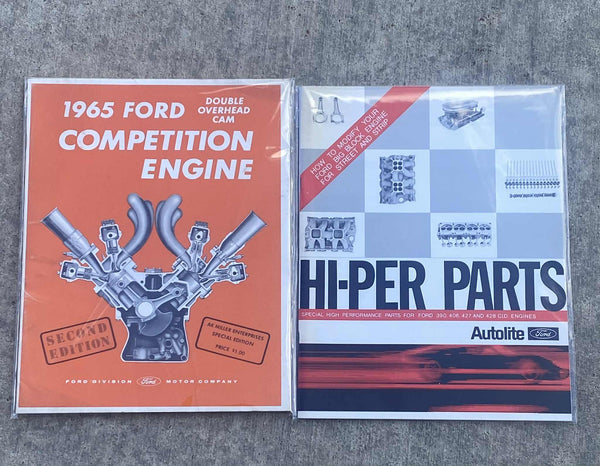 1965 FORD
DOUBLE
OVERHEAD
CAM
COMPETITION
ENGINE
SECOND
EDITION
AK MILLER ENTERPRISES
SPECIAL EDITION
PRICE $1.00
FORD DIVISION Ford MOTOR COMPANY
HOW TO MODIFY YOUR
FORD BIG BLOCK ENGINE
FOR STREET AND STRIP
HI-PER PARTS
SPECIAL HIGH PERFORMANCE PARTS FOR FORD 390, 406, 427 AND 428 C.I.D. ENGINES
Autolite Ford